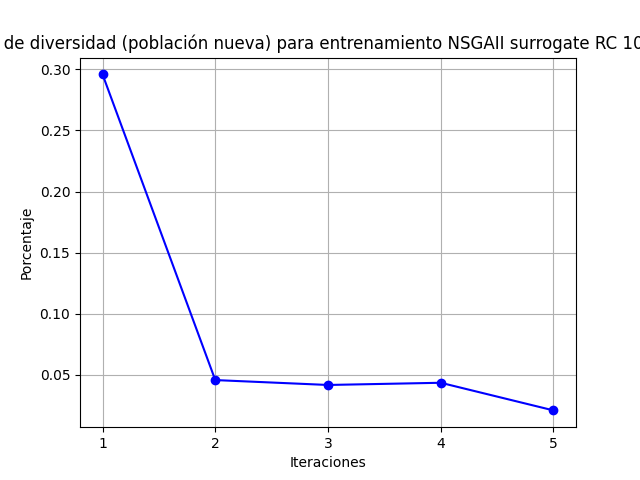 de diversidad (población nueva) para entrenamiento NSGAII surrogate RC 10
0.30
0.25
0.20
0.15
0.10
0.05
Porcentaje
1 2 3 4 5
Iteraciones